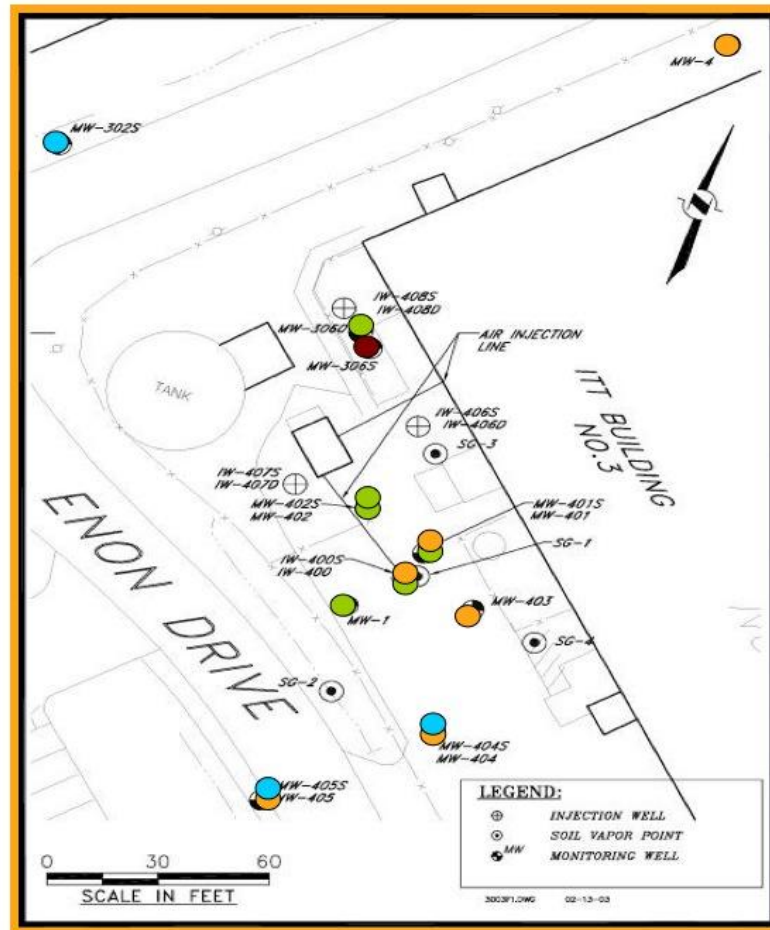 MW-4
MW-302S
IW-408S
IW-408D
MW-306D
MW-306S
AIR INJECTION
LINE
TANK
ITT BUILDING
NO.3
IW-406S
IW-406D
SG-3
IW-407S
IW-407D
MW-402S
MW-402
MW-401S
MW-401
SG-1
IW-400S
IW-400
MW-403
MW-1
ENON DRIVE
SG-4
SG-2
MW-404S
MW-404
MW-405S
MW-405
LEGEND:
INJECTION WELL
SOIL VAPOR POINT
MW MONITORING WELL
0 30 60
SCALE IN FEET
02-13-03